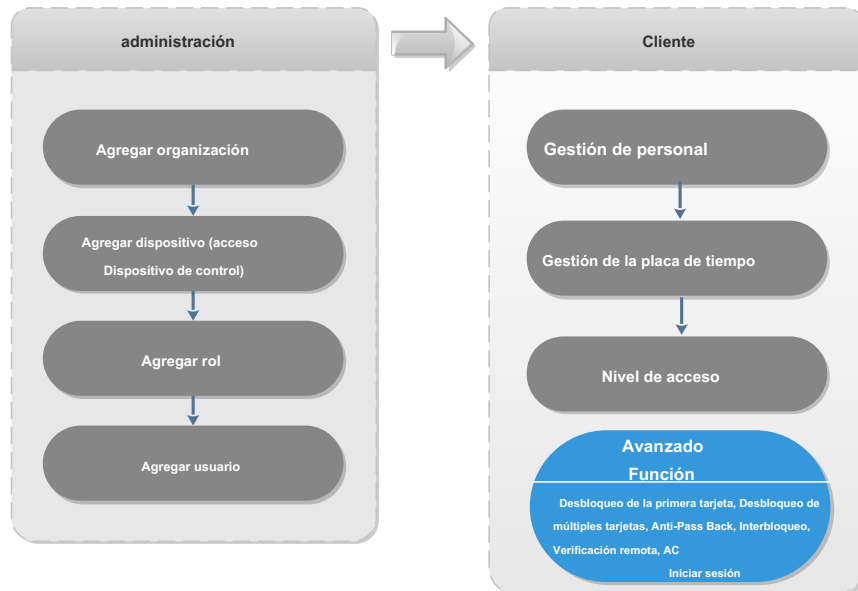 administración
Agregar organización
Agregar dispositivo (acceso
Dispositivo de control)
Agregar rol
Agregar usuario
Cliente
Gestión de personal
Gestión de la placa de tiempo
Nivel de acceso
Avanzado
Función
Desbloqueo de la primera tarjeta, Desbloqueo de
múltiples tarjetas, Anti-Pass Back, Interbloqueo,
Verificación remota, AC
Iniciar sesión